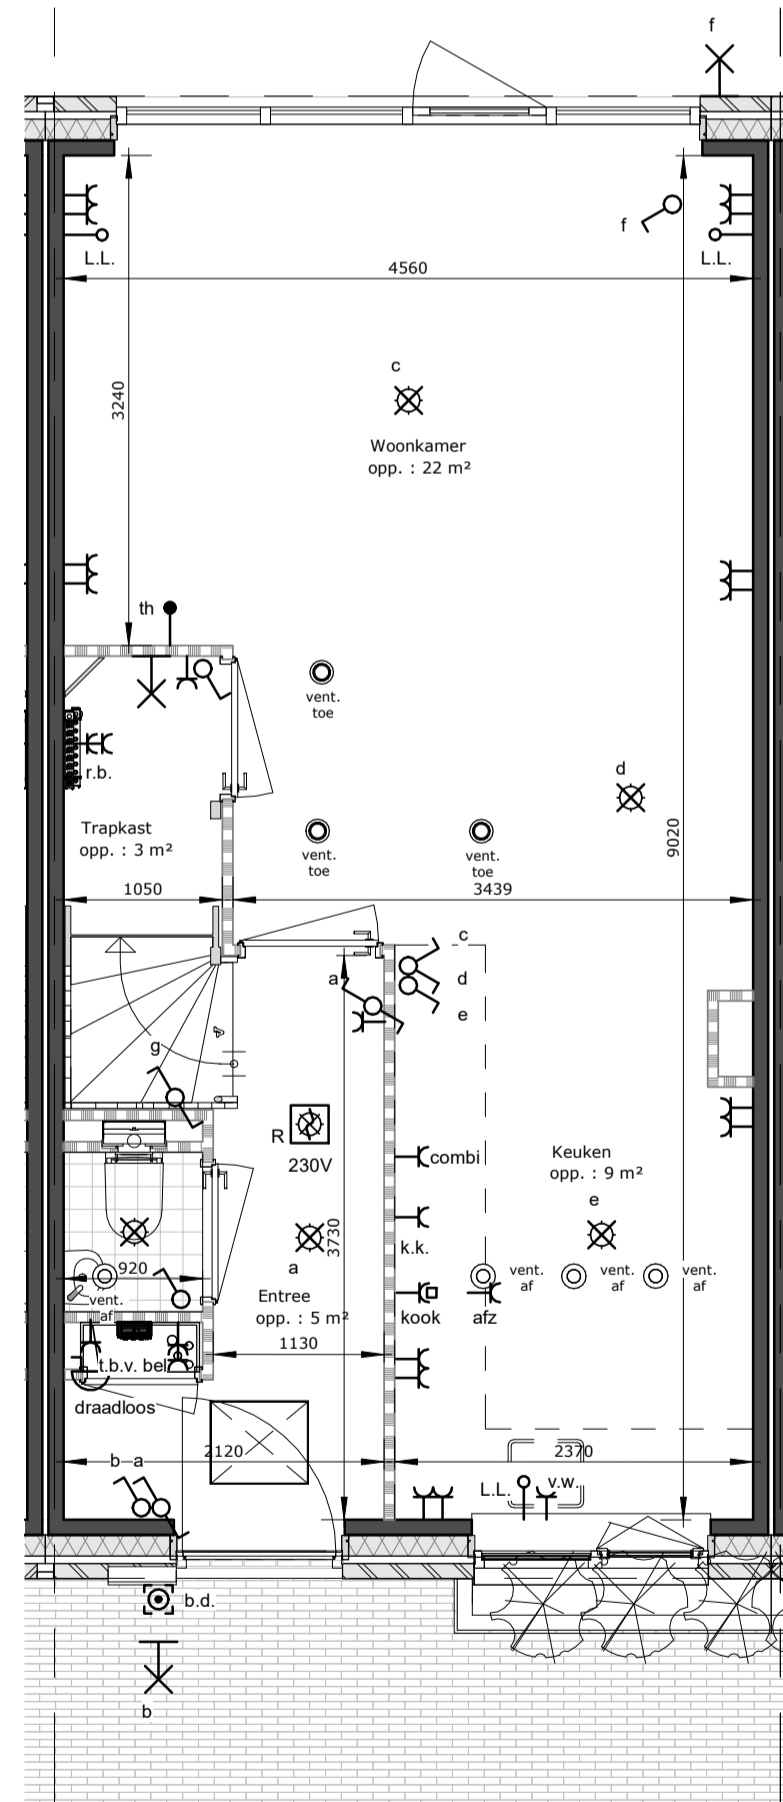 f
f
L.L.
L.L.
4560
3240
c
Woonkamer
opp. : 22 m²
th
vent.
toe
r.b.
d
Trapkast
opp. : 3 m²
vent.
toe
vent.
toe
9020
1050
3439
c
a
d
e
g
R
230V
combi
Keuken
opp. : 9 m²
e
k.k.
3730
a
920
vent.
af
vent.
af
vent.
af
vent.
af
Entree
opp. : 5 m²
kook
afz
1130
t.b.v. bel
draadloos
b a
2120
2370
L.L.
v.w.
b.d.
b